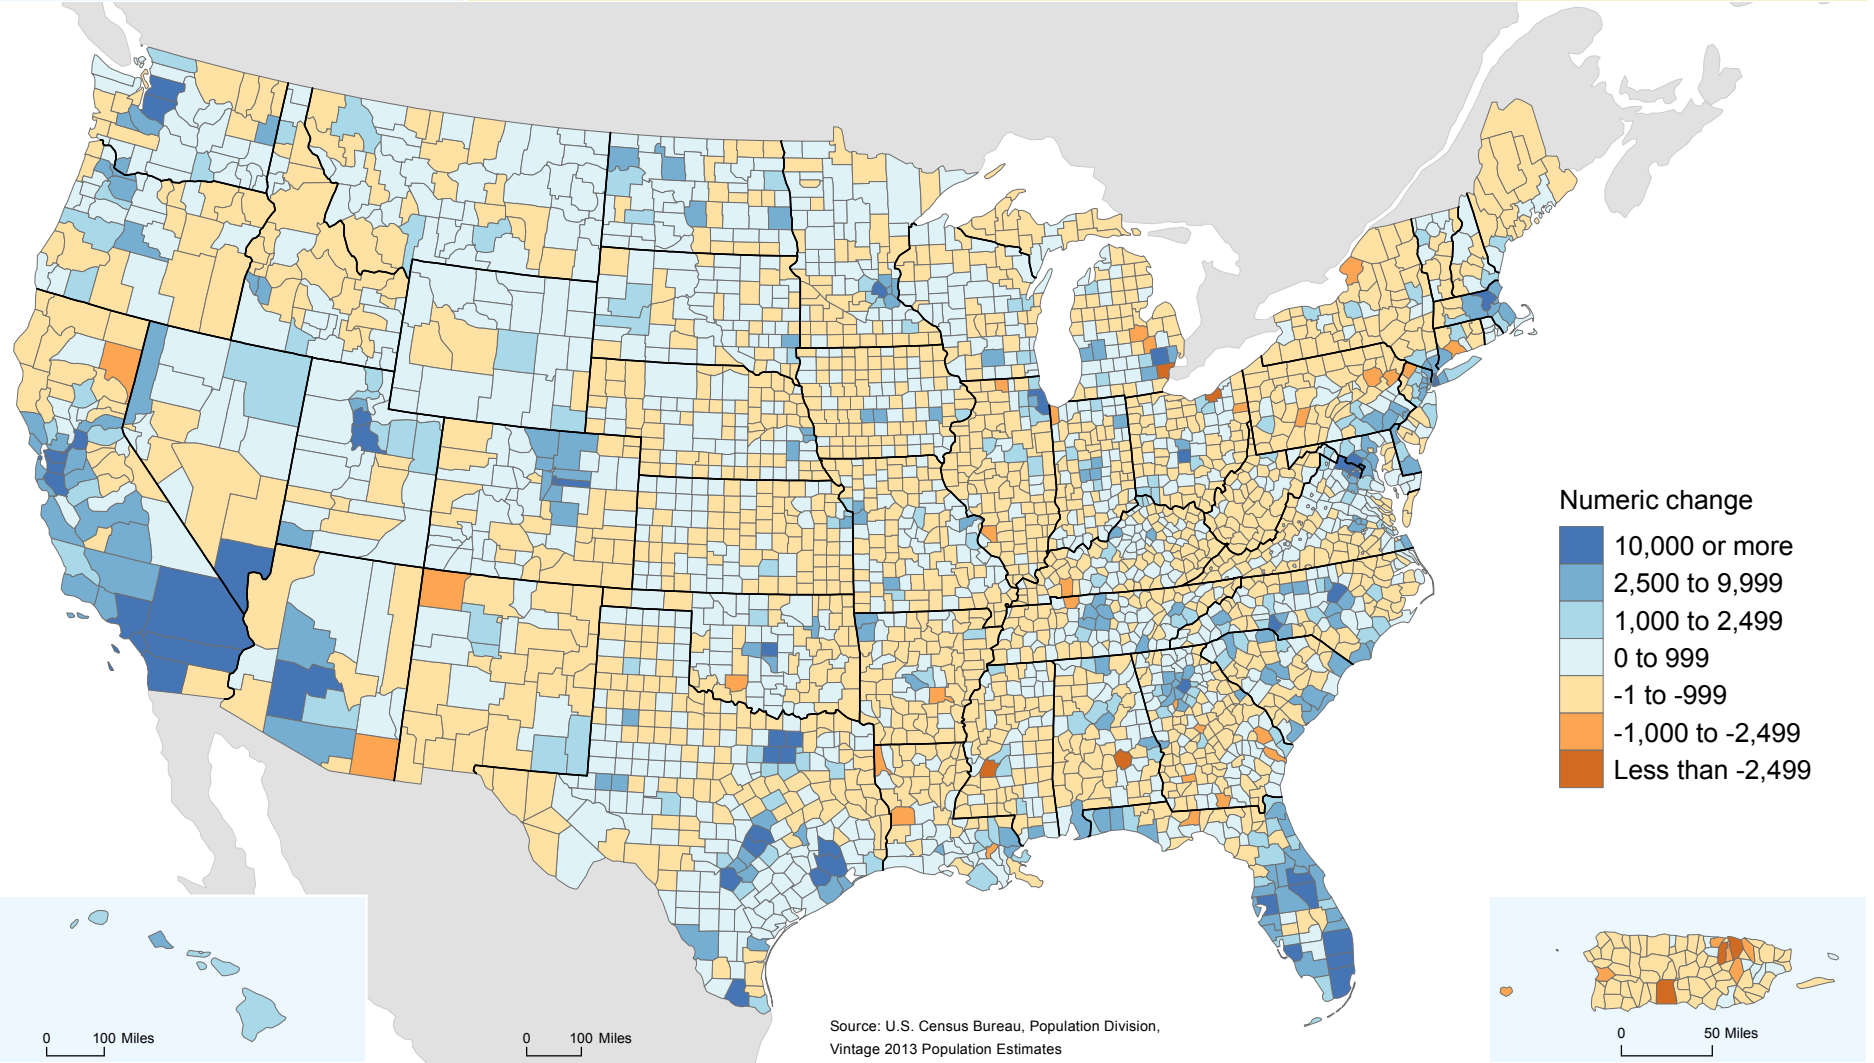 Numeric change
10,000 or more
2,500 to 9,999
1,000 to 2,499
0 to 999
-1 to -999
-1,000 to -2,499
Less than -2,499
0 100 Miles
0 100 Miles
Source: U.S. Census Bureau, Population Division,
Vintage 2013 Population Estimates
0 50 Miles